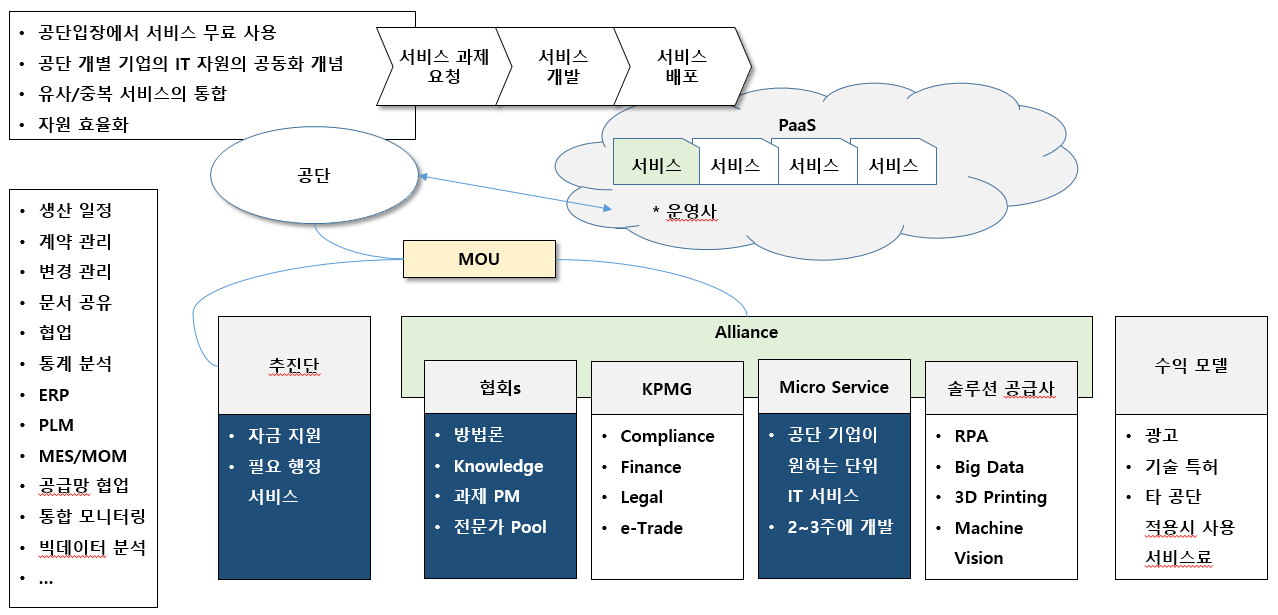 • 공단입장에서 서비스 무료 사용
• 공단 개별 기업의 IT 자원의 공동화 개념
• 유사/중복 서비스의 통합
• 자원 효율화
서비스 과제
요청
서비스
개발
서비스
배포
PaaS
서비스
서비스
서비스
서비스
* 운영사
공단
MOU
• 생산 일정
• 계약 관리
• 변경 관리
• 문서 공유
• 협업
• 통계 분석
• ERP
• PLM
• MES/MOM
• 공급망 협업
• 통합 모니터링
• 빅데이터 분석
• ...
추진단
• 자금 지원
• 필요 행정
서비스
Alliance
협회s
• 방법론
• Knowledge
• 과제 PM
• 전문가 Pool
KPMG
• Compliance
• Finance
• Legal
• e-Trade
Micro Service
• 공단 기업이
원하는 단위
IT 서비스
• 2~3주에 개발
솔루션 공급사
• RPA
• Big Data
• 3D Printing
• Machine
Vision
수익 모델
• 광고
• 기술 특허
• 타 공단
적용시 사용
서비스료